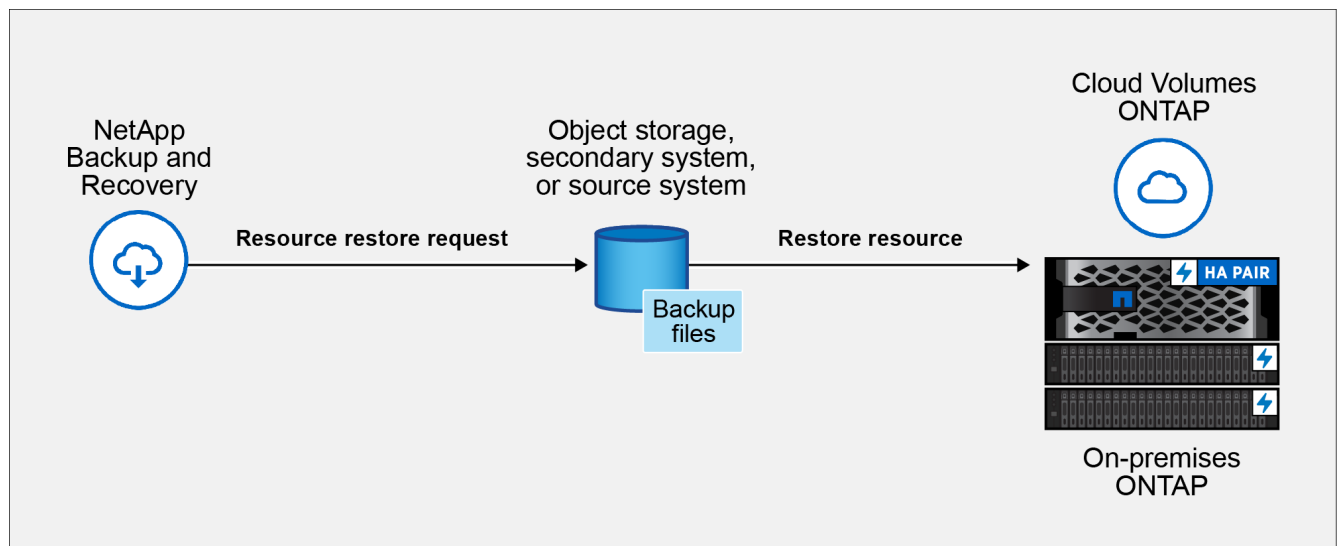 NetApp
Backup and
Recovery
Resource restore request
Object storage,
secondary system,
or source system
Backup
files
Restore resource
Cloud Volumes
ONTAP
HA PAIR
On-premises
ONTAP